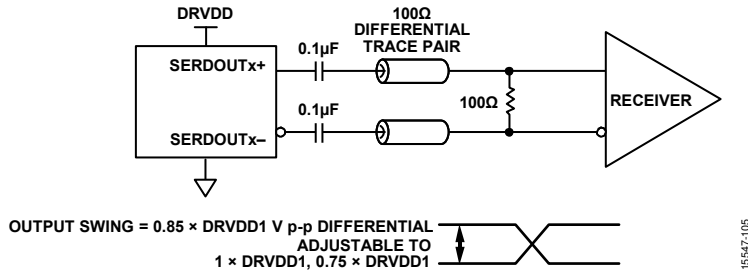 DRVDD
100Ω
DIFFERENTIAL
TRACE PAIR
0.1µF
SERDOUTx+
100Ω
RECEIVER
0.1µF
SERDOUTx–
OUTPUT SWING = 0.85 × DRVDD1 V p-p DIFFERENTIAL
ADJUSTABLE TO
1 × DRVDD1, 0.75 × DRVDD1
15547-105